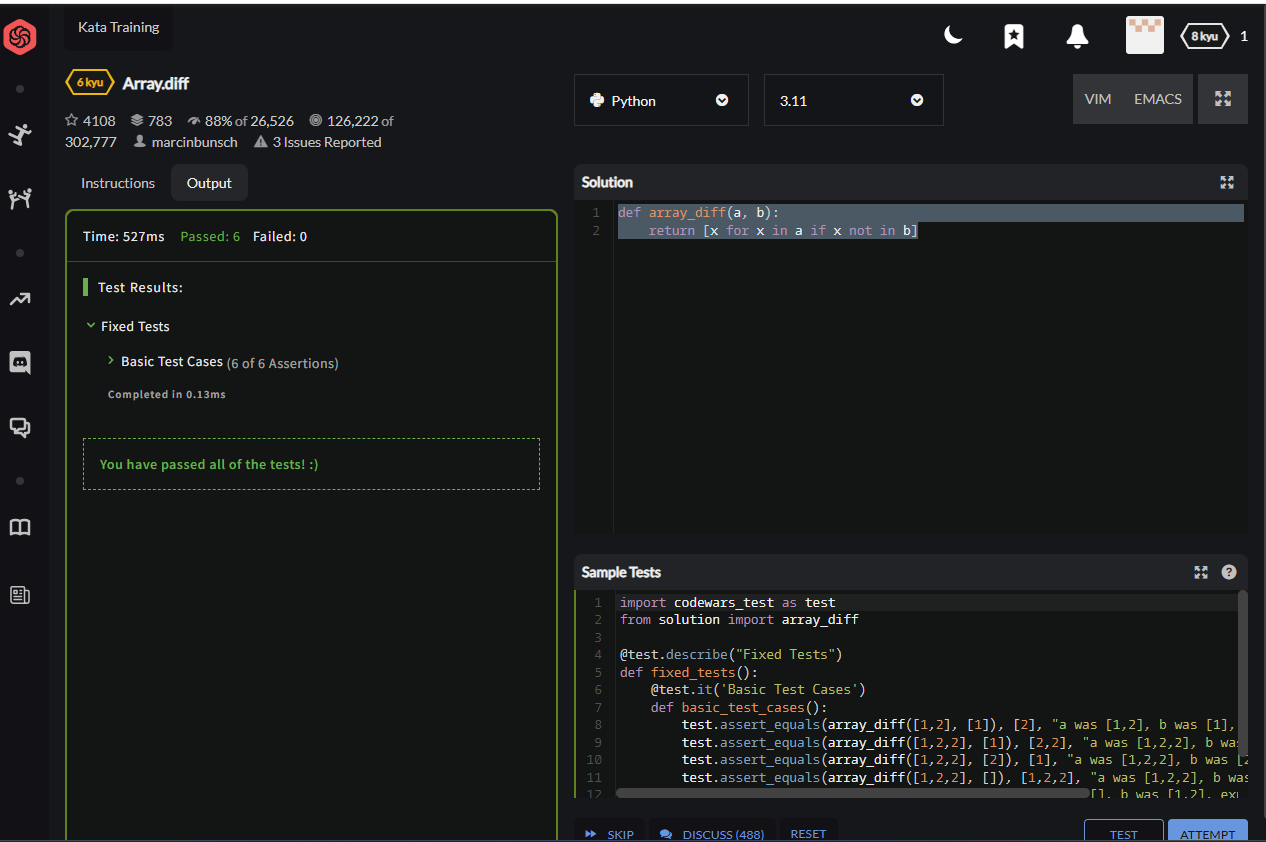 Kata Training
8 kyu 1
6 kyu Array.diff
4108 783 88% of 26,526 126,222 of
302,777 marcinbunsch 3 Issues Reported
Python 3.11 VIM EMACS
Instructions Output
Time: 527ms Passed: 6 Failed: 0
Test Results:
Fixed Tests
Basic Test Cases (6 of 6 Assertions)
Completed in 0.13ms
You have passed all of the tests! :)
Solution
1 def array_diff(a, b):
2     return [x for x in a if x not in b]
Sample Tests
1 import codewars_test as test
2 from solution import array_diff
3
4 @test.describe("Fixed Tests")
5 def fixed_tests():
6     @test.it('Basic Test Cases')
7     def basic_test_cases():
8         test.assert_equals(array_diff([1,2], [1]), [2], "a was [1,2], b was [1],
9         test.assert_equals(array_diff([1,2,2], [1]), [2,2], "a was [1,2,2], b was
10         test.assert_equals(array_diff([1,2,2], [2]), [1], "a was [1,2,2], b was [2
11         test.assert_equals(array_diff([1,2,2], []), [1,2,2], "a was [1,2,2], b was
12 [], b was [1,2], exp
SKIP DISCUSS (488) RESET TEST ATTEMPT